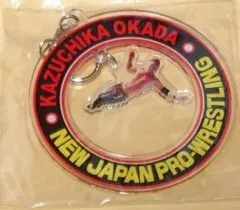 KAZUCHIKA OKADA
NEW JAPAN PRO-WRESTLING